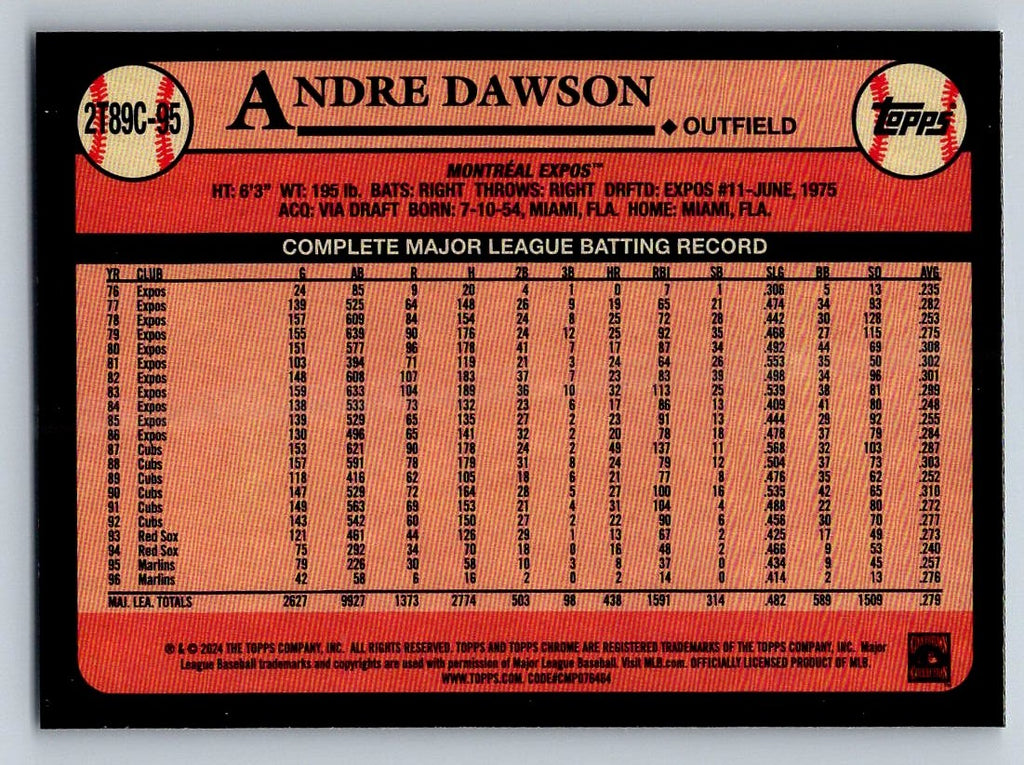 2T89C-95
ANDRE DAWSON
◆ OUTFIELD
Topps
MONTRÉAL EXPOS™
HT: 6'3" WT: 195 lb. BATS: RIGHT THROWS: RIGHT DRFTD: EXPOS #11-JUNE, 1975
ACQ: VIA DRAFT BORN: 7-10-54, MIAMI, FLA. HOME: MIAMI, FLA.
COMPLETE MAJOR LEAGUE BATTING RECORD
YR CLUB G AB R H 2B 3B HR RBI SB SLG BB SO AVG.
76 Expos 24 85 9 20 4 1 0 7 1 .306 5 13 .235
77 Expos 139 525 64 148 26 9 19 65 21 .474 34 93 .282
78 Expos 157 609 84 154 24 8 25 72 28 .442 30 128 .253
79 Expos 155 639 90 176 24 12 25 92 35 .468 27 115 .275
80 Expos 151 577 96 178 41 7 17 87 34 .492 44 69 .308
81 Expos 103 394 71 119 21 3 24 64 26 .553 35 50 .302
82 Expos 148 608 107 183 37 7 23 83 39 .498 34 96 .301
83 Expos 159 633 104 189 36 10 32 113 25 .539 38 81 .299
84 Expos 138 533 73 132 23 6 17 86 13 .409 41 80 .248
85 Expos 139 529 65 135 27 2 23 91 13 .444 29 92 .255
86 Expos 130 496 65 141 32 2 20 78 18 .478 37 79 .284
87 Cubs 153 621 90 178 24 2 49 137 11 .568 32 103 .287
88 Cubs 157 591 78 179 31 8 24 79 12 .504 37 73 .303
89 Cubs 118 416 62 105 18 6 21 77 8 .476 35 62 .252
90 Cubs 147 529 72 164 28 5 27 100 16 .535 42 65 .310
91 Cubs 149 563 69 153 21 4 31 104 4 .488 22 80 .272
92 Cubs 143 542 60 150 27 2 22 90 6 .456 30 70 .277
93 Red Sox 121 461 44 126 29 1 13 67 2 .425 17 49 .273
94 Red Sox 75 292 34 70 18 0 16 48 2 .466 9 53 .240
95 Marlins 79 226 30 58 10 3 8 37 0 .434 9 45 .257
96 Marlins 42 58 6 16 2 0 2 14 0 .414 2 13 .276
MAJ. LEA. TOTALS 2627 9927 1373 2774 503 98 438 1591 314 .482 589 1509 .279
® & © 2024 THE TOPPS COMPANY, INC. ALL RIGHTS RESERVED. TOPPS AND TOPPS CHROME ARE REGISTERED TRADEMARKS OF THE TOPPS COMPANY, INC. Major
League Baseball trademarks and copyrights are used with permission of Major League Baseball. Visit MLB.com. OFFICIALLY LICENSED PRODUCT OF MLB.
WWW.TOPPS.COM. CODE#CMP076464